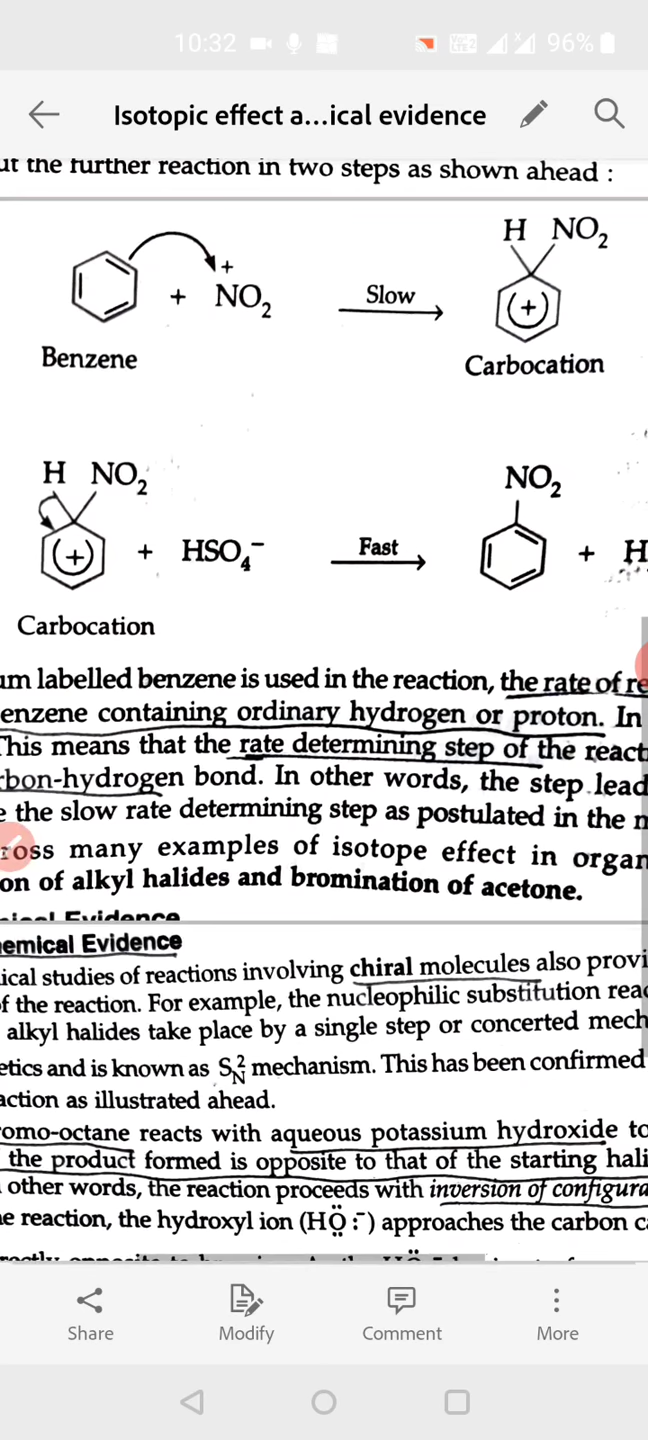 10:32
96%
Isotopic effect a...ical evidence
ut the further reaction in two steps as shown ahead :
H NO2
+ +NO2 Slow
Benzene
Carbocation
H NO2
NO2
(+) + HSO4− Fast + H
Carbocation
um labelled benzene is used in the reaction, the rate of re
enzene containing ordinary hydrogen or proton. In
This means that the rate determining step of the react
rbon-hydrogen bond. In other words, the step lead
e the slow rate determining step as postulated in the m
ross many examples of isotope effect in organ
on of alkyl halides and bromination of acetone.
ical Evidence
emical Evidence
ical studies of reactions involving chiral molecules also provi
f the reaction. For example, the nucleophilic substitution reac
alkyl halides take place by a single step or concerted mech
etics and is known as SN2 mechanism. This has been confirmed
action as illustrated ahead.
omo-octane reacts with aqueous potassium hydroxide to
the product formed is opposite to that of the starting hali
other words, the reaction proceeds with inversion of configura
e reaction, the hydroxyl ion (HÖ:−) approaches the carbon ca
Share
Modify
Comment
More